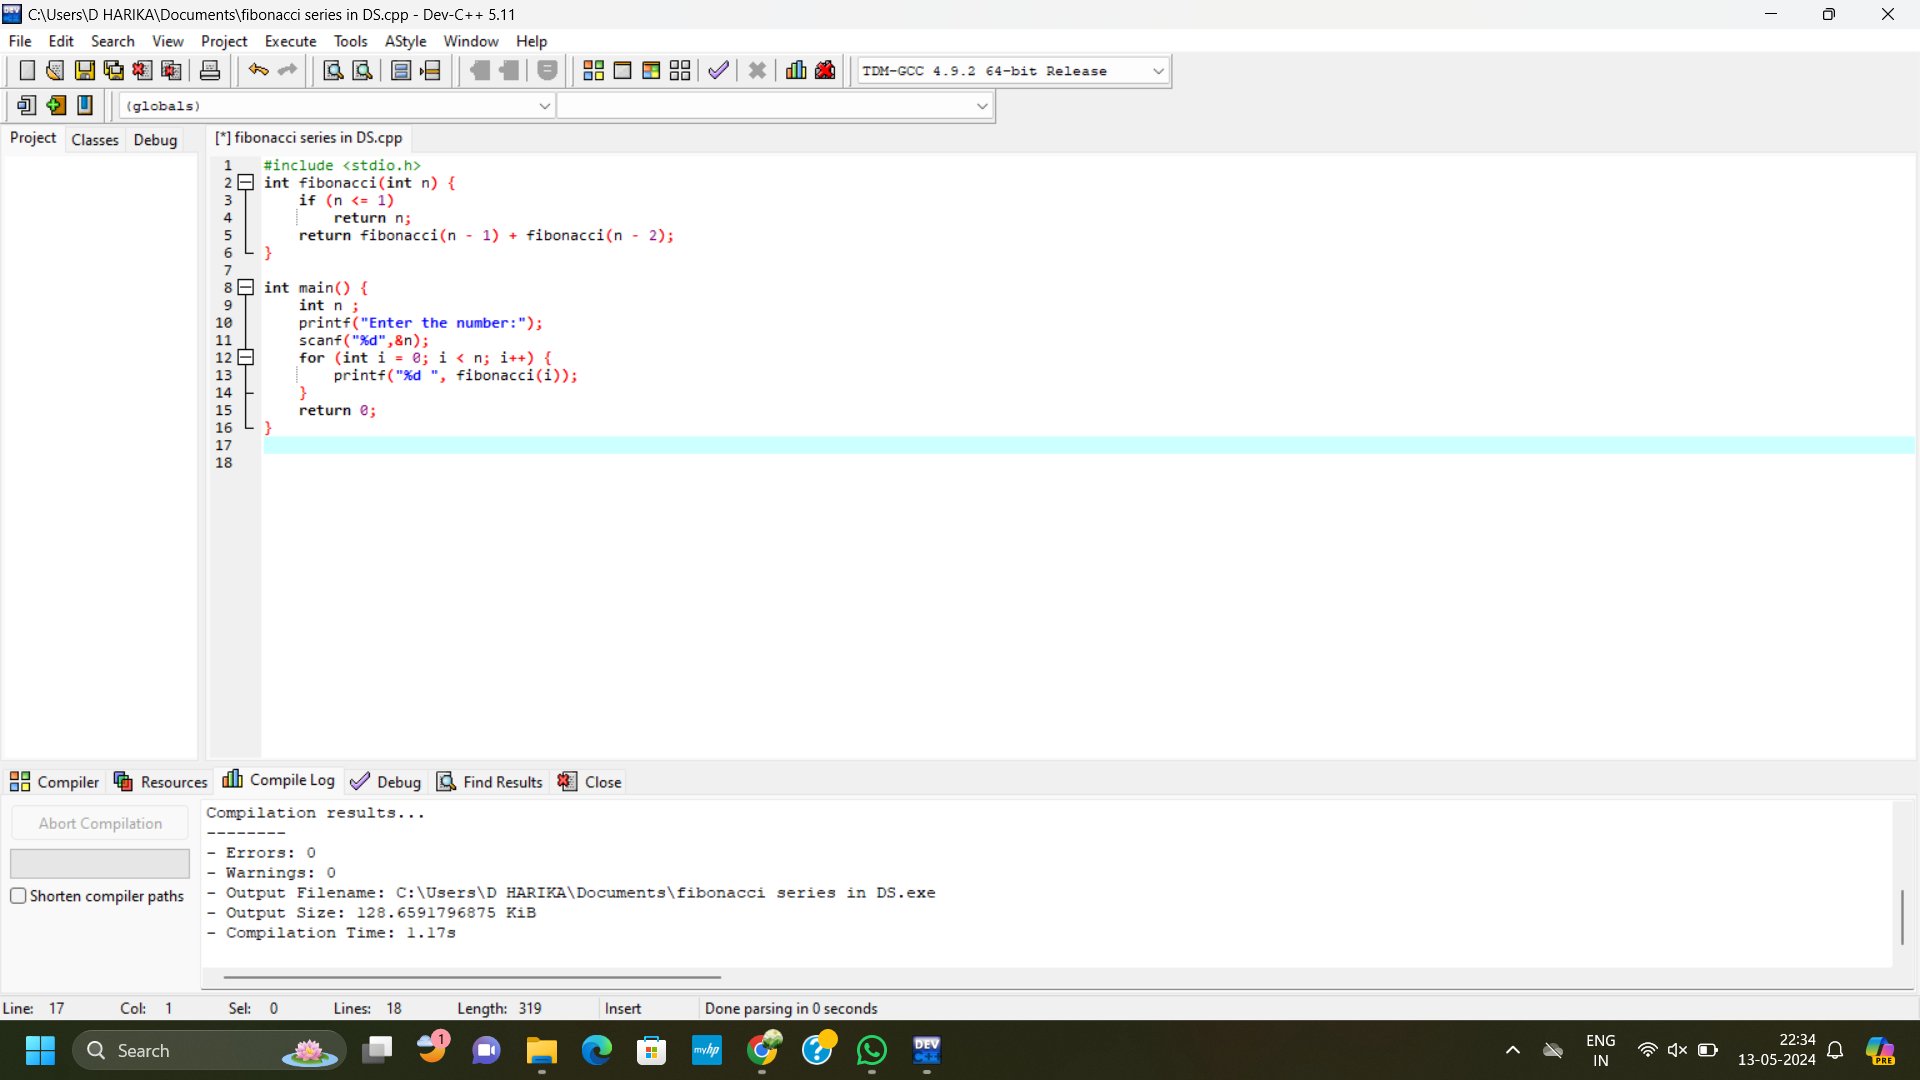 C:\Users\D HARIKA\Documents\fibonacci series in DS.cpp - Dev-C++ 5.11
File Edit Search View Project Execute Tools AStyle Window Help
TDM-GCC 4.9.2 64-bit Release
(globals)
Project Classes Debug [*] fibonacci series in DS.cpp
1 #include <stdio.h>
2 int fibonacci(int n) {
3     if (n <= 1)
4         return n;
5     return fibonacci(n - 1) + fibonacci(n - 2);
6 }
7
8 int main() {
9     int n ;
10     printf("Enter the number:");
11     scanf("%d",&n);
12     for (int i = 0; i < n; i++) {
13         printf("%d ", fibonacci(i));
14     }
15     return 0;
16 }
17
18
Compiler Resources Compile Log Debug Find Results Close
Abort Compilation
Shorten compiler paths
Compilation results...
--------
- Errors: 0
- Warnings: 0
- Output Filename: C:\Users\D HARIKA\Documents\fibonacci series in DS.exe
- Output Size: 128.6591796875 KiB
- Compilation Time: 1.17s
Line: 17 Col: 1 Sel: 0 Lines: 18 Length: 319 Insert Done parsing in 0 seconds
Search 1 myhp DEV C++ ENG IN 22:34 13-05-2024 PRE